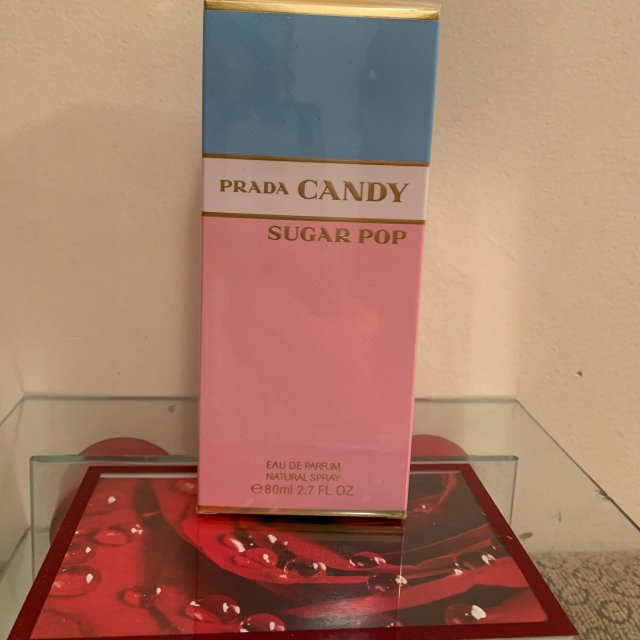 PRADA CANDY
SUGAR POP
EAU DE PARFUM
NATURAL SPRAY
℮80ml 2.7 FL OZ